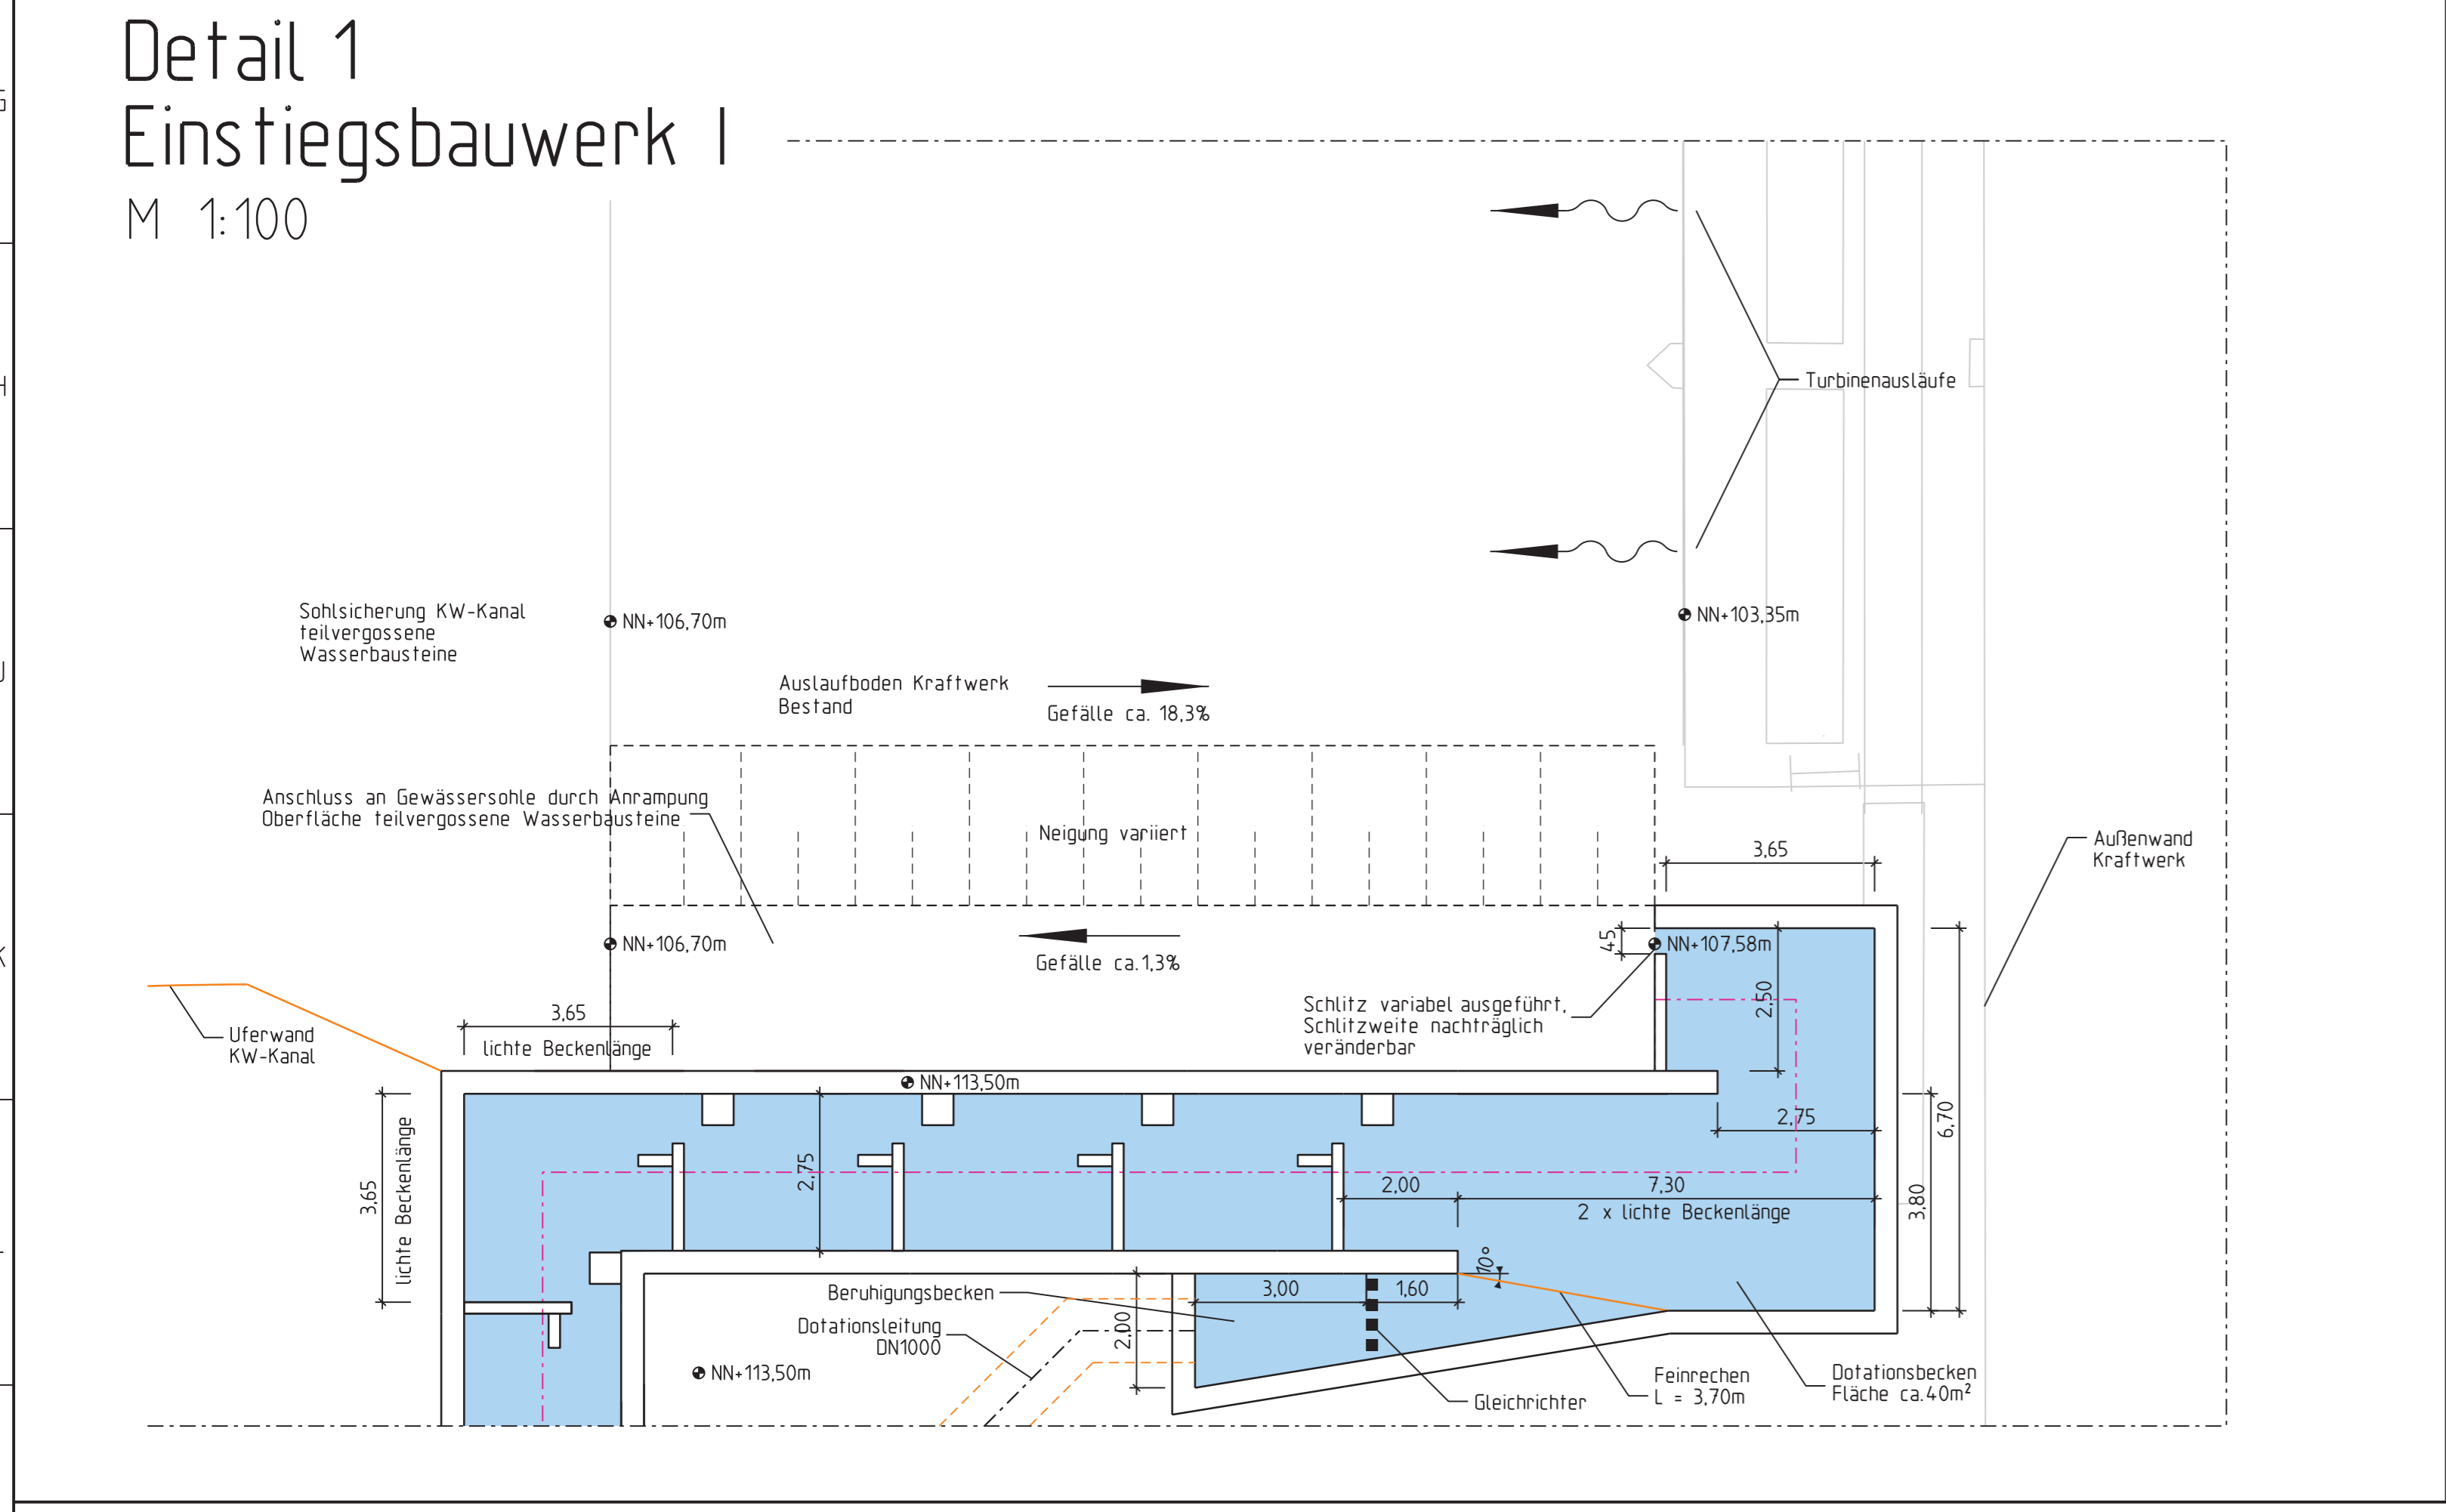 Detail 1
Einstiegsbauwerk I
M 1:100
Turbinenausläufe
Sohlsicherung KW-Kanal
teilvergossene
Wasserbausteine
NN+106,70m
NN+103,35m
Auslaufboden Kraftwerk
Bestand
Gefälle ca. 18,3%
Anschluss an Gewässersohle durch Anrampung
Oberfläche teilvergossene Wasserbausteine
Neigung variiert
3,65
Außenwand
Kraftwerk
NN+106,70m
Gefälle ca.1,3%
45
NN+107,58m
2,50
Schlitz variabel ausgeführt,
Schlitzweite nachträglich
veränderbar
Uferwand
KW-Kanal
3,65
lichte Beckenlänge
NN+113,50m
2,75
6,70
3,65
lichte Beckenlänge
2,75
2,00
7,30
2 x lichte Beckenlänge
3,80
10°
Beruhigungsbecken
3,00
1,60
Dotationsleitung
DN1000
2,00
NN+113,50m
Gleichrichter
Feinrechen
L = 3,70m
Dotationsbecken
Fläche ca.40m²